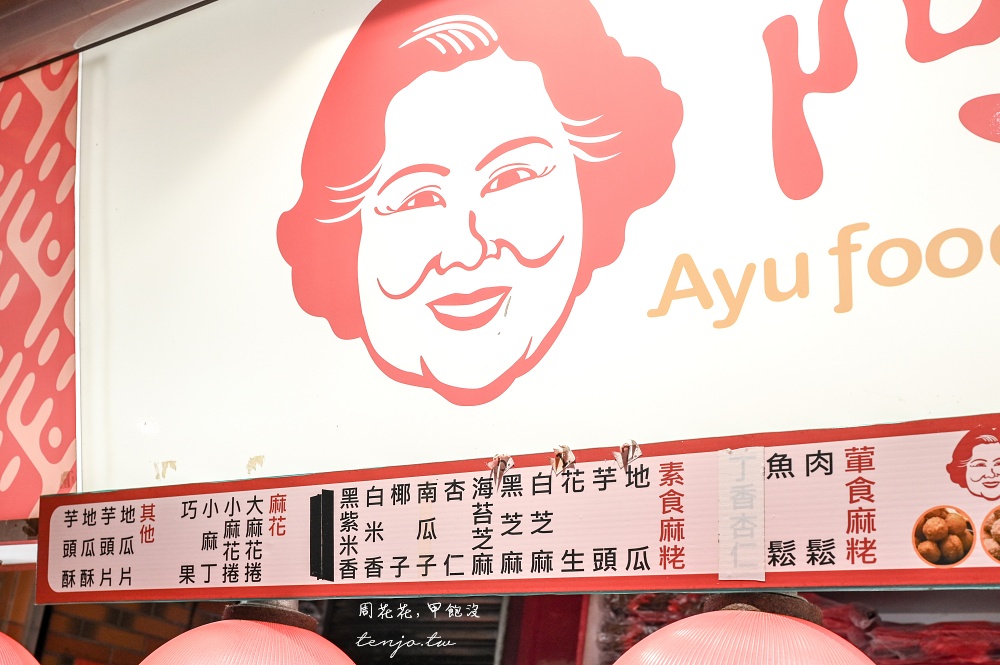 Ayu food
葷食麻粩
肉鬆
魚鬆
丁香杏仁
素食麻粩
地瓜
芋頭
花生
白芝麻
黑芝麻
海苔芝麻
杏仁
南瓜子
椰子
白米香
黑紫米香
麻花
大麻花捲
小麻花捲
小麻丁
巧果
其他
地瓜片
芋頭片
地瓜酥
芋頭酥
周花花,甲飽沒
tenjo.tw